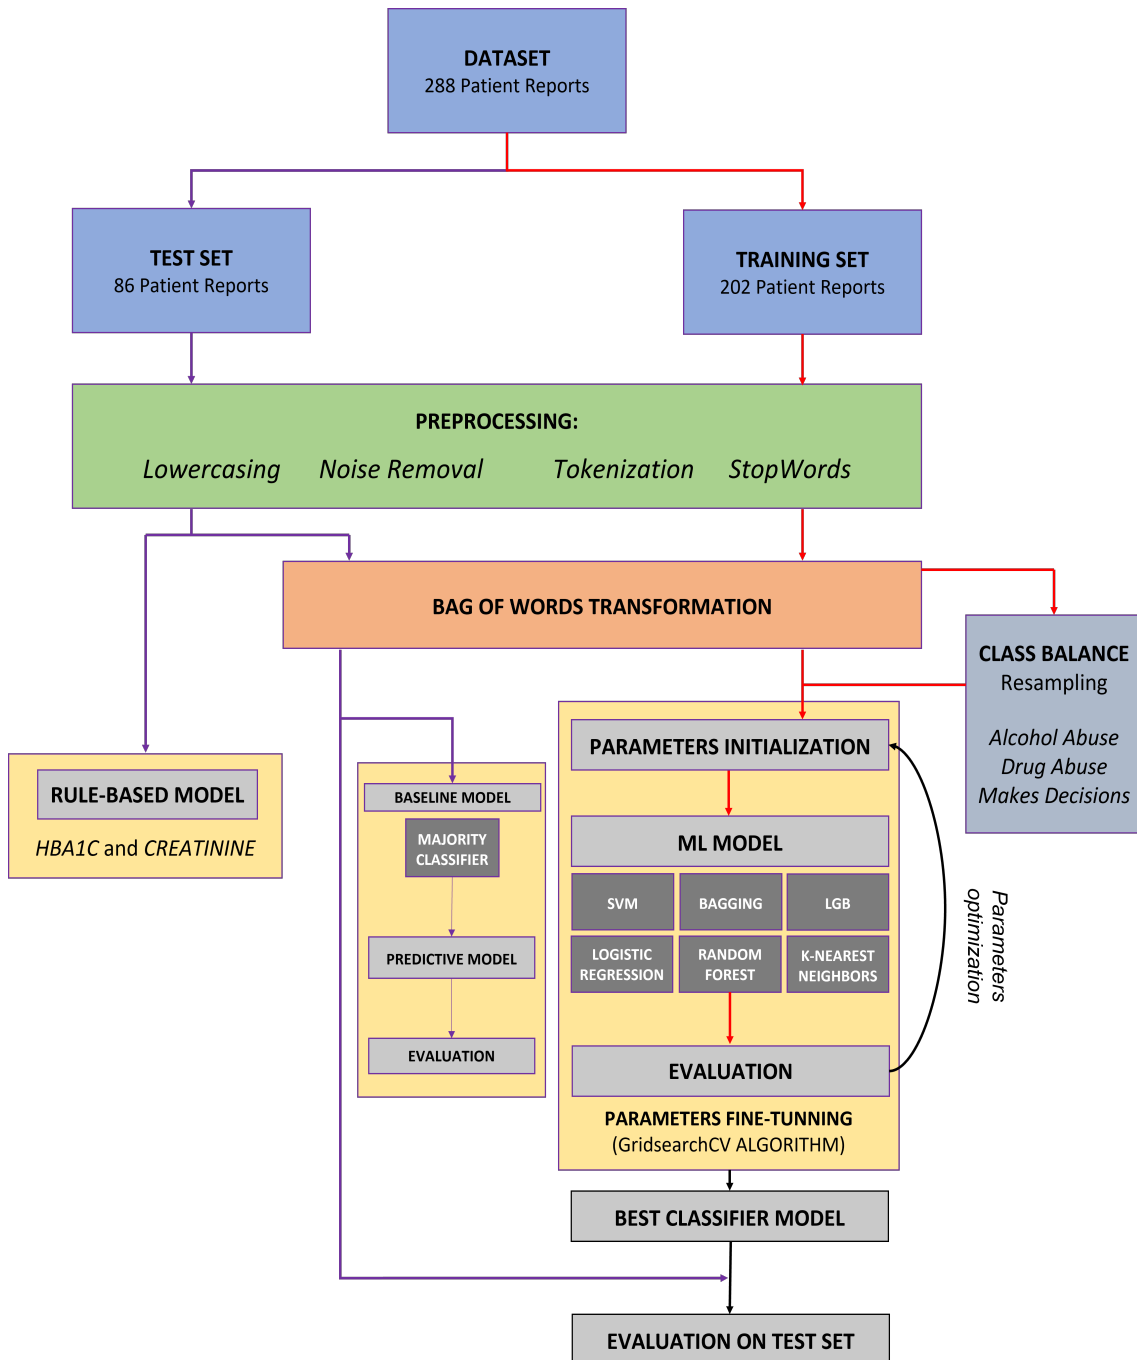 DATASET
288 Patient Reports
TEST SET
86 Patient Reports
TRAINING SET
202 Patient Reports
PREPROCESSING:
Lowercasing Noise Removal Tokenization StopWords
BAG OF WORDS TRANSFORMATION
CLASS BALANCE
Resampling
Alcohol Abuse
Drug Abuse
Makes Decisions
RULE-BASED MODEL
HBA1C and CREATININE
BASELINE MODEL
MAJORITY
CLASSIFIER
PREDICTIVE MODEL
EVALUATION
PARAMETERS INITIALIZATION
ML MODEL
SVM
BAGGING
LGB
LOGISTIC
REGRESSION
RANDOM
FOREST
K-NEAREST
NEIGHBORS
EVALUATION
PARAMETERS FINE-TUNNING
(GridsearchCV ALGORITHM)
Parameters
optimization
BEST CLASSIFIER MODEL
EVALUATION ON TEST SET